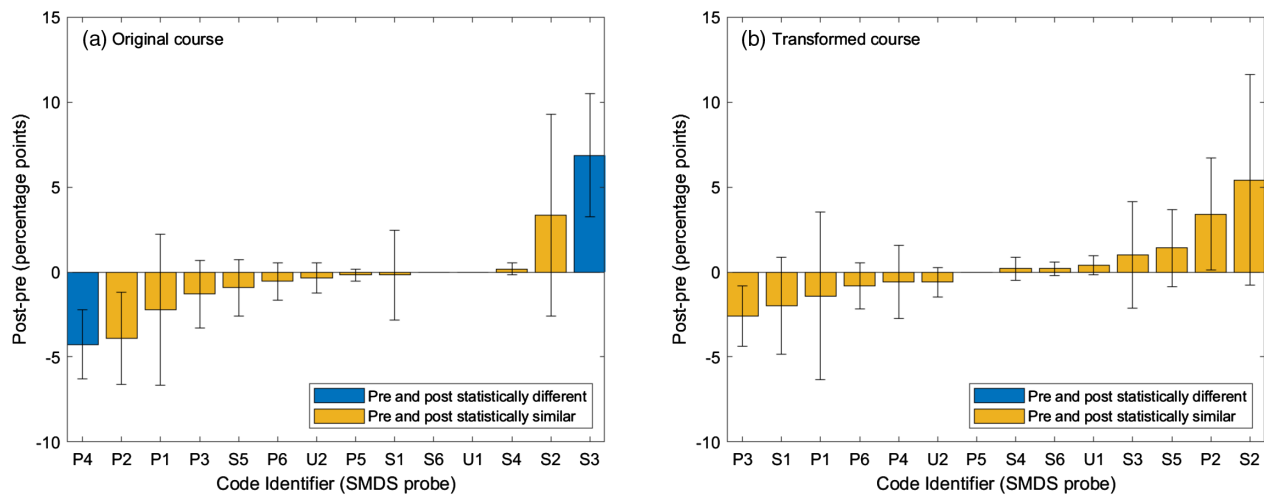 (a) Original course
Post-pre (percentage points)
15
10
5
0
-5
-10
Pre and post statistically different
Pre and post statistically similar
P4 P2 P1 P3 S5 P6 U2 P5 S1 S6 U1 S4 S2 S3
Code Identifier (SMDS probe)
(b) Transformed course
Post-pre (percentage points)
15
10
5
0
-5
-10
Pre and post statistically different
Pre and post statistically similar
P3 S1 P1 P6 P4 U2 P5 S4 S6 U1 S3 S5 P2 S2
Code Identifier (SMDS probe)